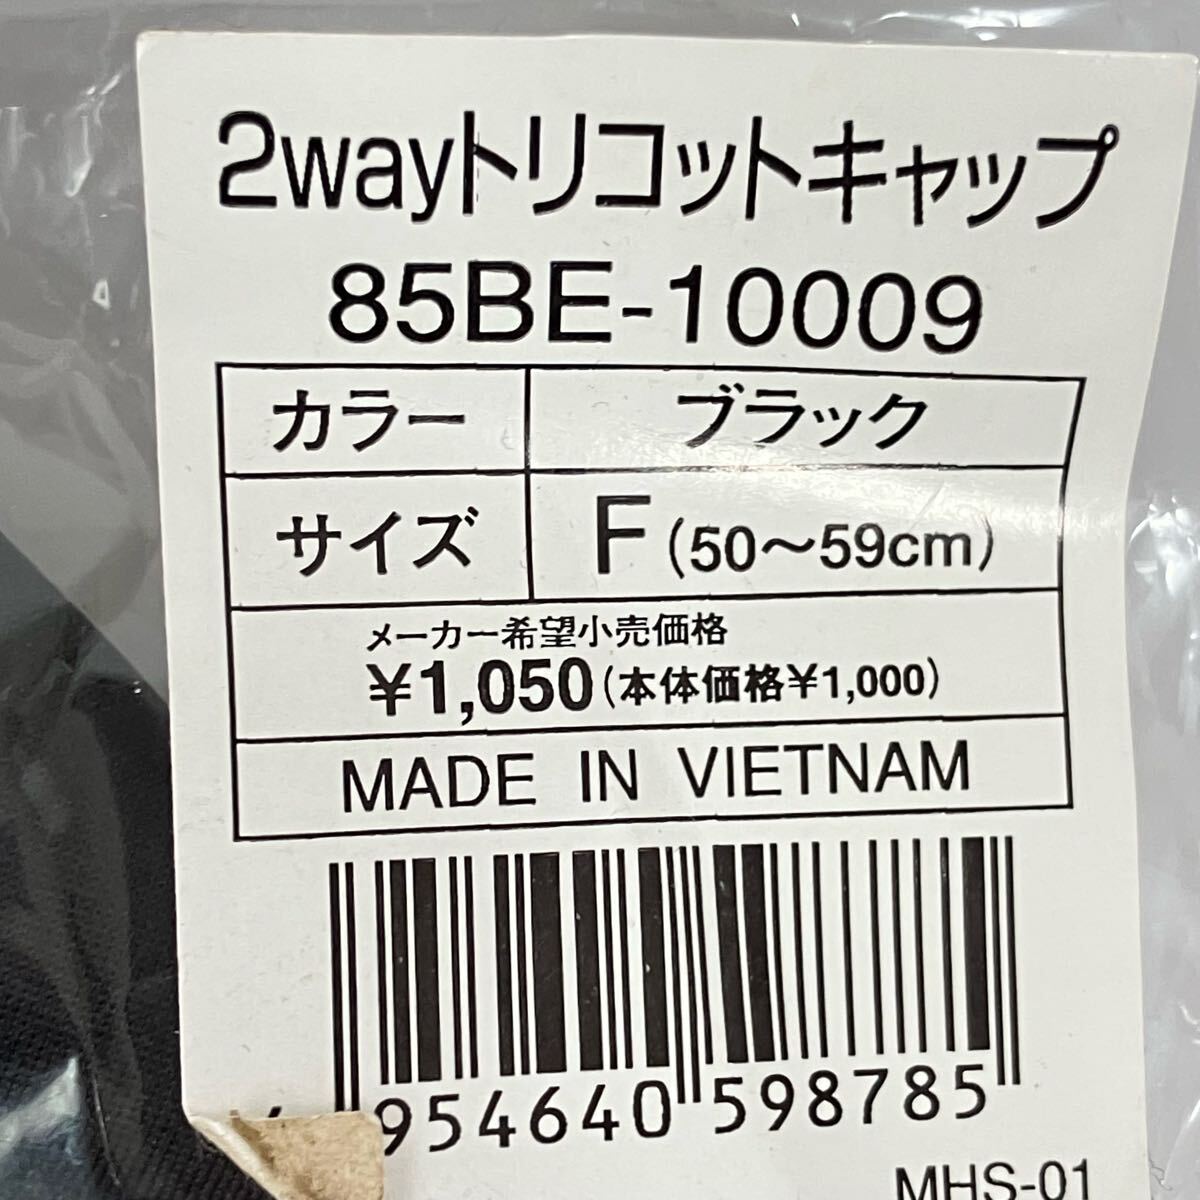 2wayトリコットキャップ
85BE-10009
カラー ブラック
サイズ F (50〜59cm)
メーカー希望小売価格
¥1,050(本体価格¥1,000)
MADE IN VIETNAM
954640 598785
MHS-01